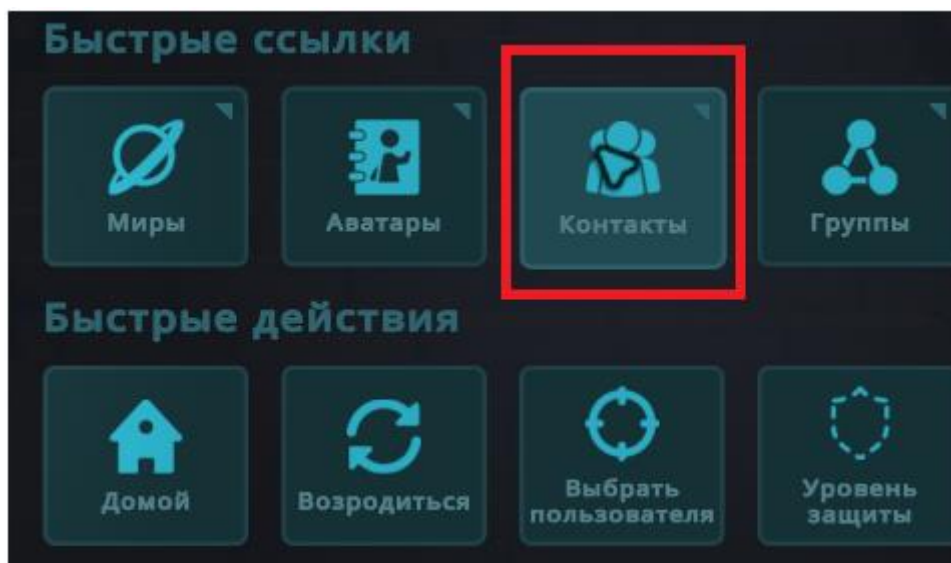 Быстрые ссылки
Миры
Аватары
Контакты
Группы
Быстрые действия
Домой
Возродиться
Выбрать
пользователя
Уровень
защиты